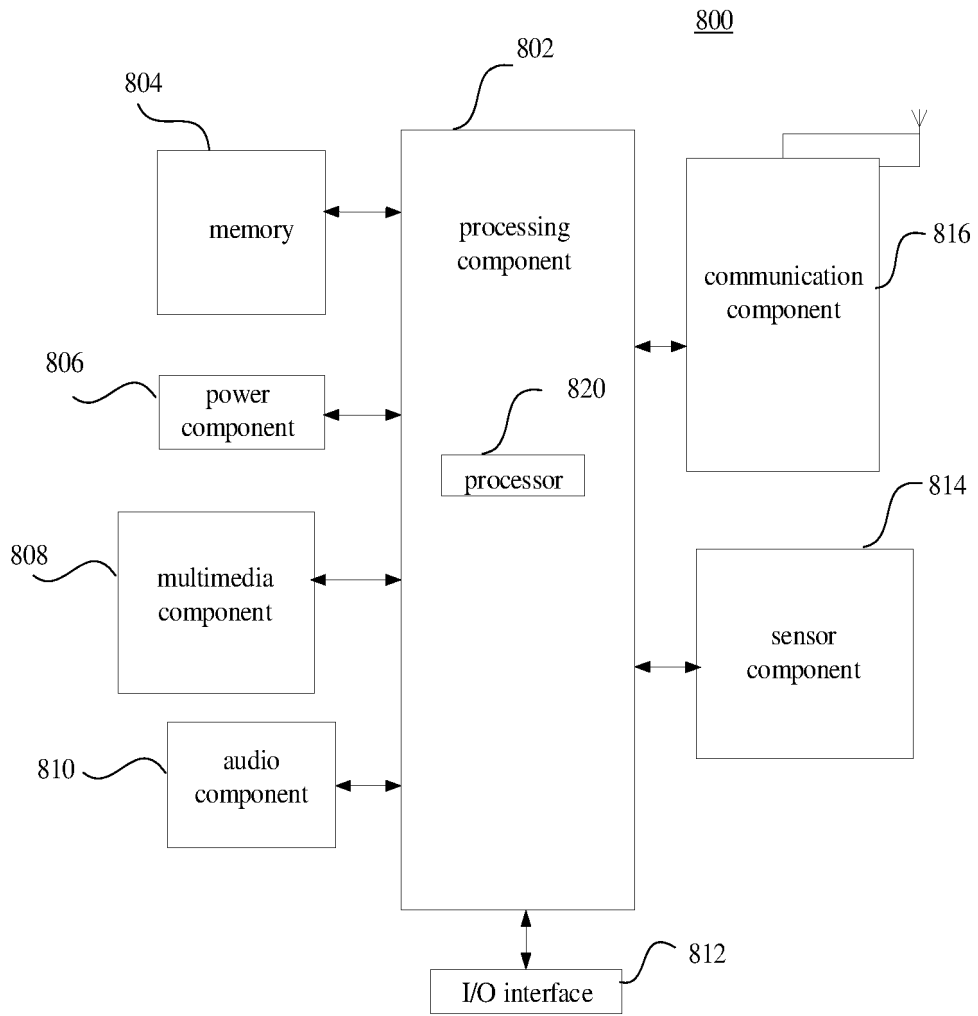 800
802
804
memory
processing
component
816
communication
component
806
power
component
820
processor
814
808
multimedia
component
sensor
component
810
audio
component
812
I/O interface